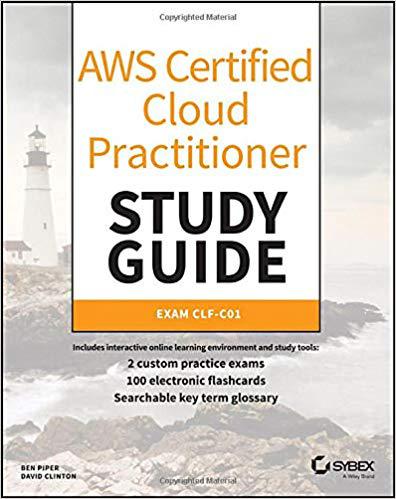 Copyrighted Material
AWS Certified
Cloud
Practitioner
STUDY
GUIDE
EXAM CLF-C01
Includes interactive online learning environment and study tools:
2 custom practice exams
100 electronic flashcards
Searchable key term glossary
BEN PIPER
DAVID CLINTON
SYBEX
A Wiley Brand
Copyrighted Material